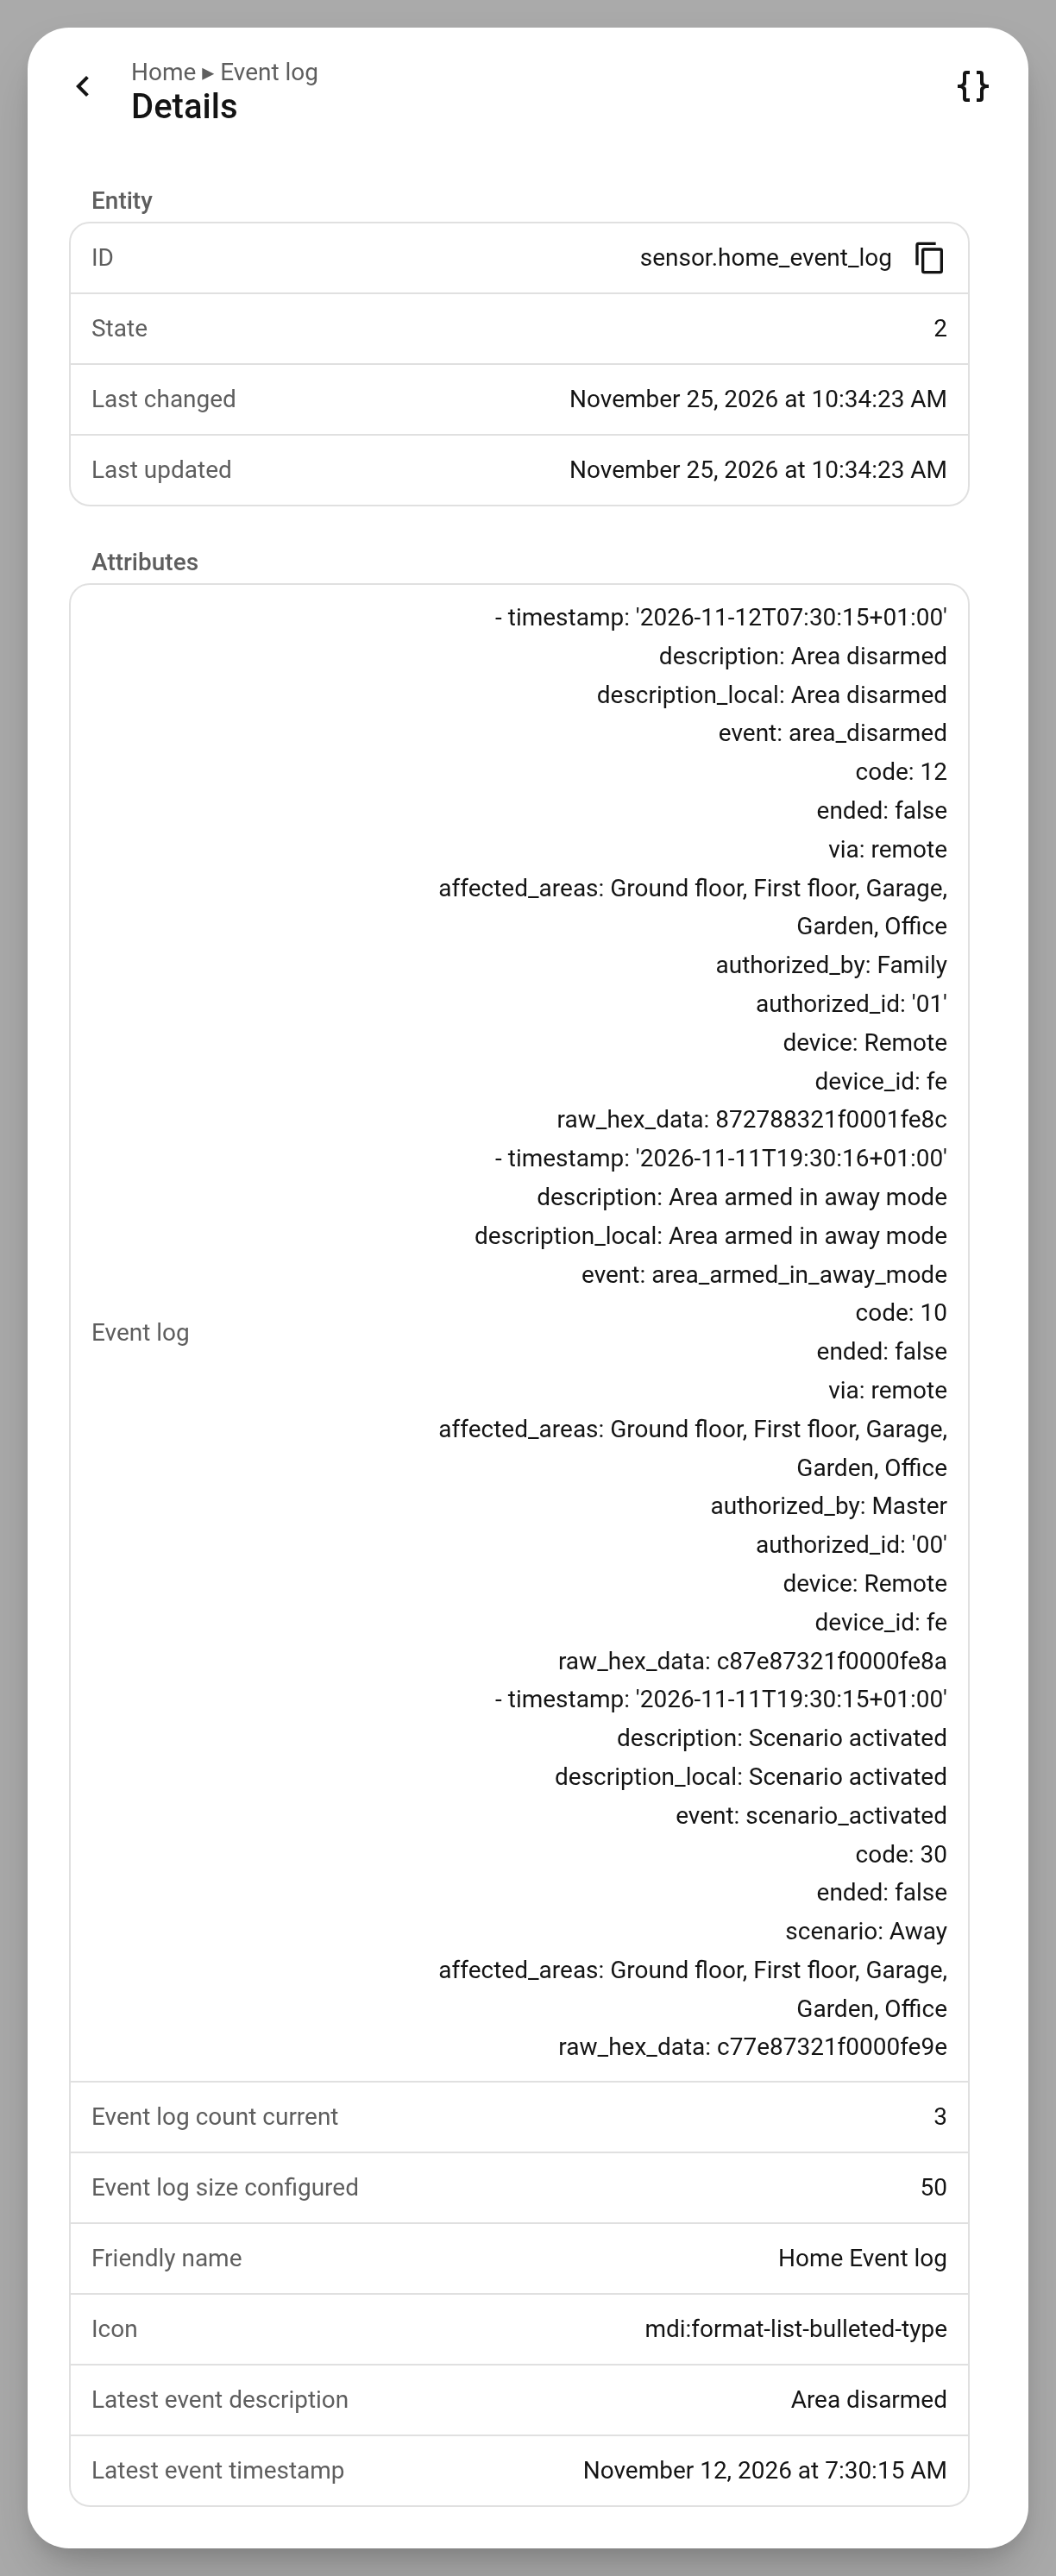 Home ▸ Event log
Details
Entity
ID sensor.home_event_log
State 2
Last changed November 25, 2026 at 10:34:23 AM
Last updated November 25, 2026 at 10:34:23 AM
Attributes
Event log
- timestamp: '2026-11-12T07:30:15+01:00'
description: Area disarmed
description_local: Area disarmed
event: area_disarmed
code: 12
ended: false
via: remote
affected_areas: Ground floor, First floor, Garage,
Garden, Office
authorized_by: Family
authorized_id: '01'
device: Remote
device_id: fe
raw_hex_data: 872788321f0001fe8c
- timestamp: '2026-11-11T19:30:16+01:00'
description: Area armed in away mode
description_local: Area armed in away mode
event: area_armed_in_away_mode
code: 10
ended: false
via: remote
affected_areas: Ground floor, First floor, Garage,
Garden, Office
authorized_by: Master
authorized_id: '00'
device: Remote
device_id: fe
raw_hex_data: c87e87321f0000fe8a
- timestamp: '2026-11-11T19:30:15+01:00'
description: Scenario activated
description_local: Scenario activated
event: scenario_activated
code: 30
ended: false
scenario: Away
affected_areas: Ground floor, First floor, Garage,
Garden, Office
raw_hex_data: c77e87321f0000fe9e
Event log count current 3
Event log size configured 50
Friendly name Home Event log
Icon mdi:format-list-bulleted-type
Latest event description Area disarmed
Latest event timestamp November 12, 2026 at 7:30:15 AM